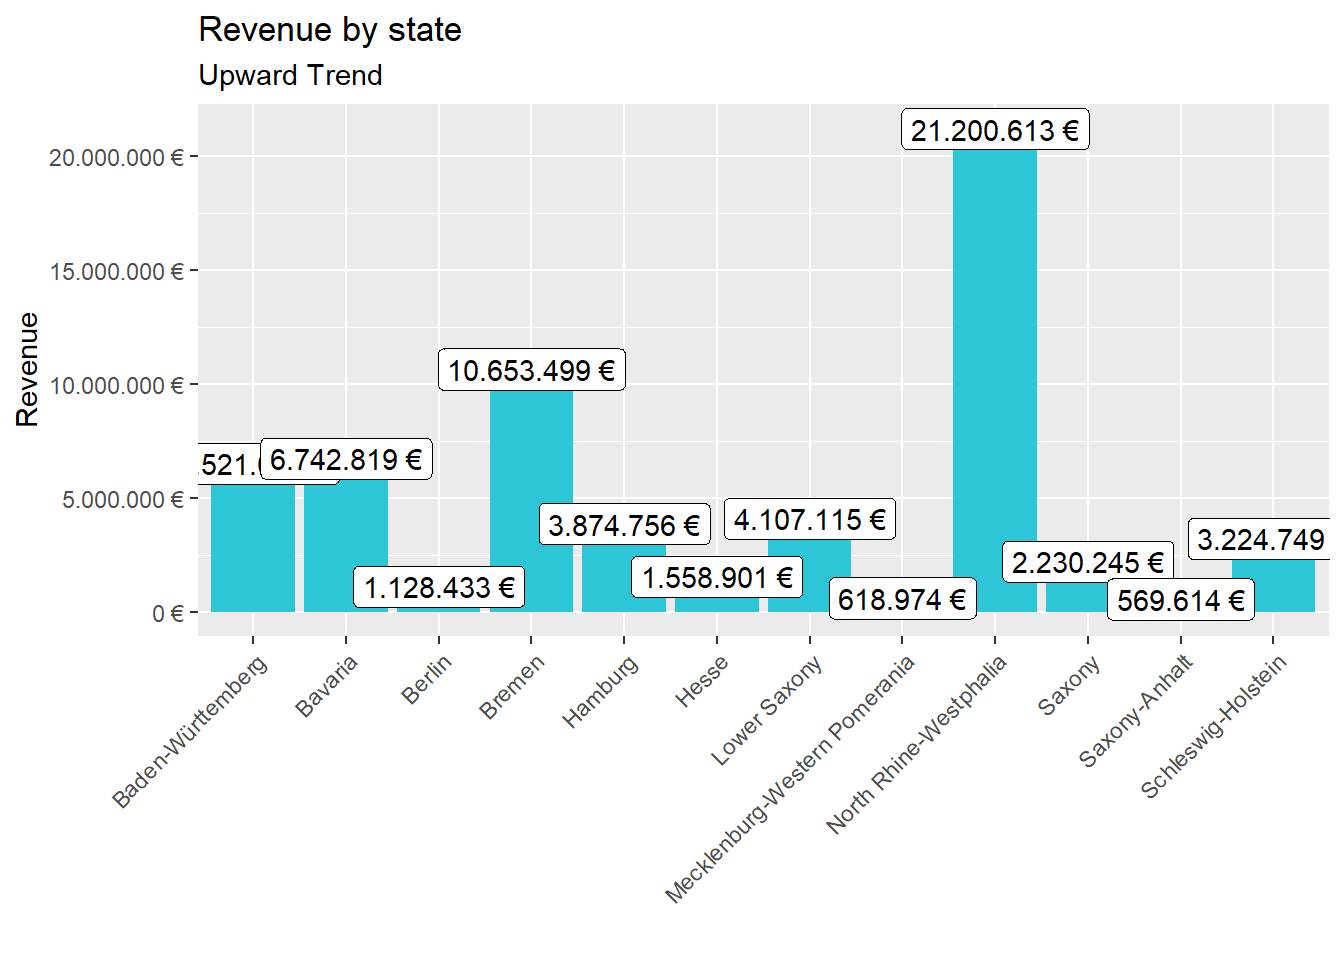 Revenue by state
Upward Trend
Revenue
20.000.000 €
15.000.000 €
10.000.000 €
5.000.000 €
0 €
6.742.819 €
1.128.433 €
10.653.499 €
3.874.756 €
1.558.901 €
4.107.115 €
618.974 €
21.200.613 €
2.230.245 €
569.614 €
3.224.749
Baden-Württemberg
Bavaria
Berlin
Bremen
Hamburg
Hesse
Lower Saxony
Mecklenburg-Western Pomerania
North Rhine-Westphalia
Saxony
Saxony-Anhalt
Schleswig-Holstein